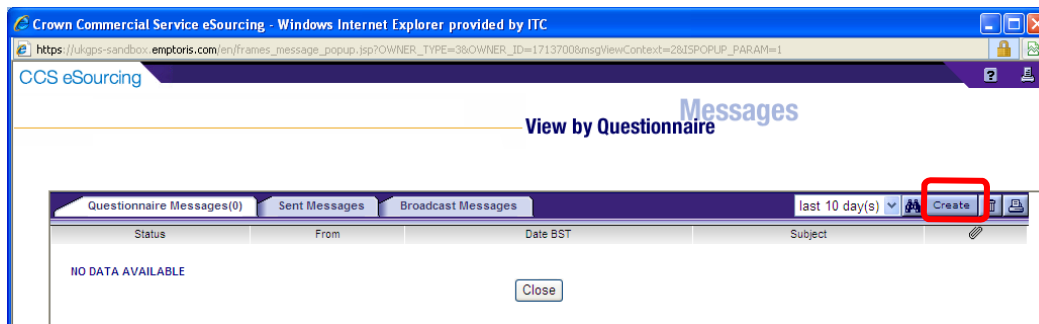 Crown Commercial Service eSourcing - Windows Internet Explorer provided by ITC
https://ukgps-sandbox.emptoris.com/en/frames_message_popup.jsp?OWNER_TYPE=3&OWNER_ID=1713700&msgViewContext=2&ISPOPUP_PARAM=1
CCS eSourcing ?
Messages
View by Questionnaire
Questionnaire Messages(0) Sent Messages Broadcast Messages last 10 day(s) Create
Status From Date BST Subject
NO DATA AVAILABLE
Close